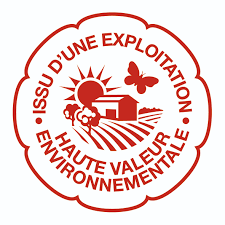 • ISSU D'UNE EXPLOITATION •
HAUTE VALEUR
ENVIRONNEMENTALE